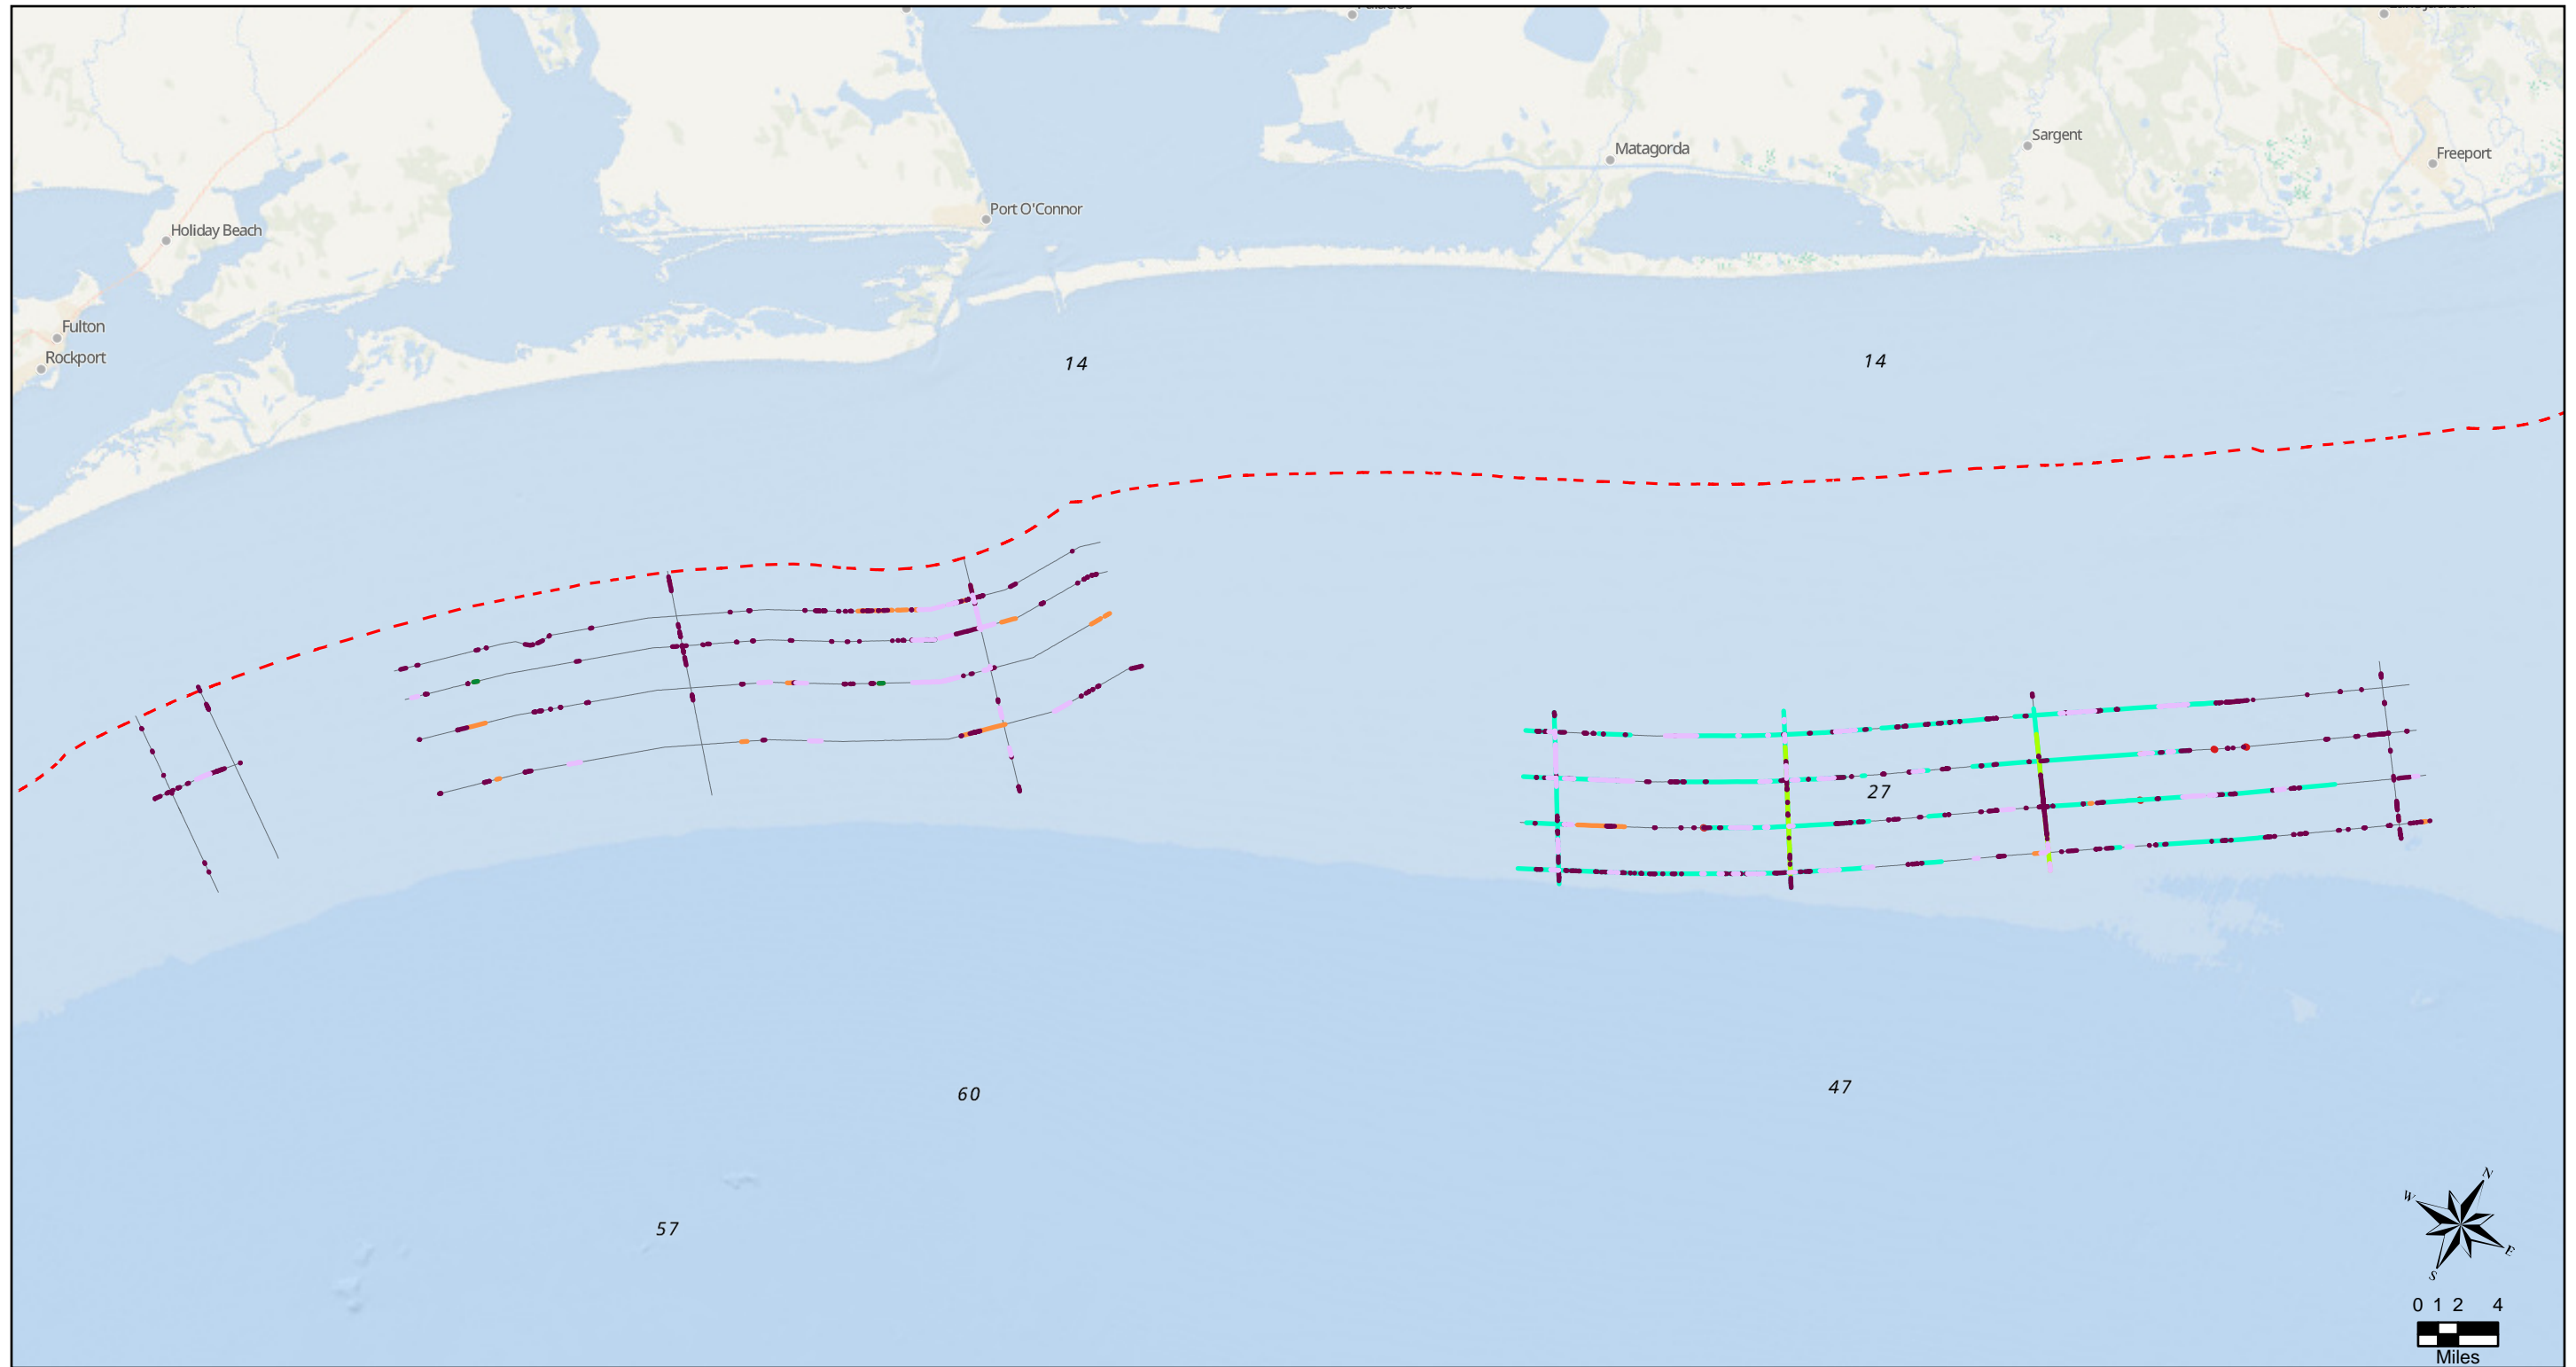 Matagorda
Sargent
Freeport
Port O'Connor
Holiday Beach
Fulton
Rockport
14
14
27
60
47
57
N
W
E
S
0 1 2 4
Miles